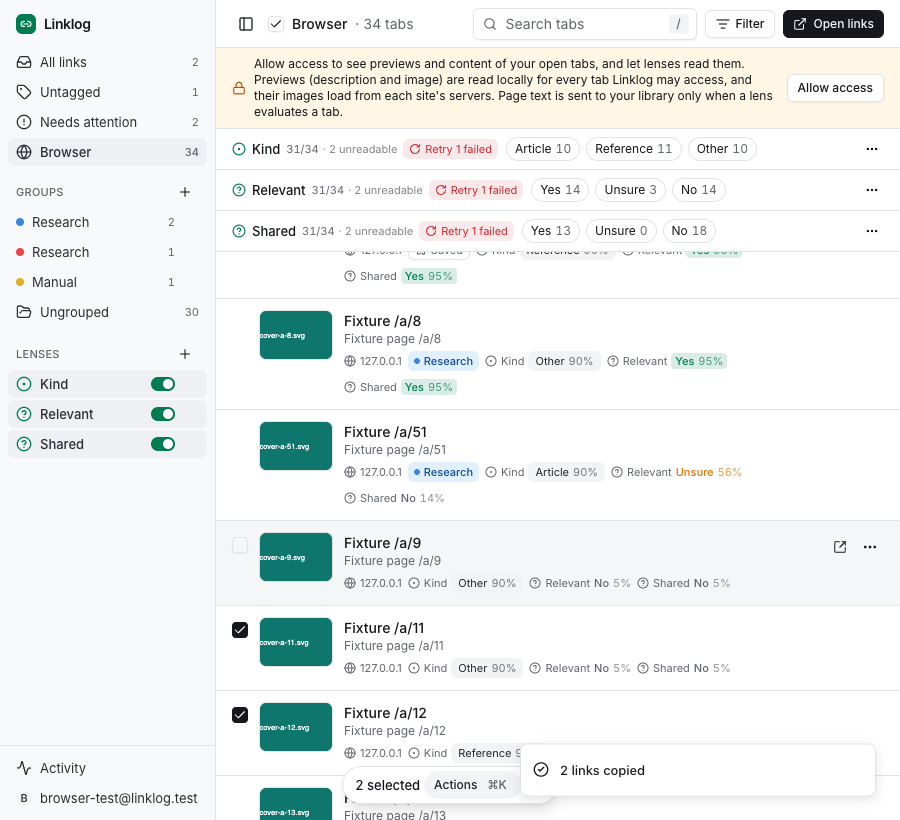 Linklog
All links 2
Untagged 1
Needs attention 2
Browser 34
GROUPS
Research 2
Research 1
Manual 1
Ungrouped 30
LENSES
Kind
Relevant
Shared
Activity
B browser-test@linklog.test
Browser · 34 tabs
Search tabs /
Filter
Open links
Allow access to see previews and content of your open tabs, and let lenses read them.
Previews (description and image) are read locally for every tab Linklog may access, and
their images load from each site's servers. Page text is sent to your library only when a lens
evaluates a tab.
Allow access
Kind 31/34 · 2 unreadable Retry 1 failed Article 10 Reference 11 Other 10
Relevant 31/34 · 2 unreadable Retry 1 failed Yes 14 Unsure 3 No 14
Shared 31/34 · 2 unreadable Retry 1 failed Yes 13 Unsure 0 No 18
Shared Yes 95%
cover-a-8.svg
Fixture /a/8
Fixture page /a/8
127.0.0.1 Research Kind Other 90% Relevant Yes 95%
Shared Yes 95%
cover-a-51.svg
Fixture /a/51
Fixture page /a/51
127.0.0.1 Research Kind Article 90% Relevant Unsure 56%
Shared No 14%
cover-a-9.svg
Fixture /a/9
Fixture page /a/9
127.0.0.1 Kind Other 90% Relevant No 5% Shared No 5%
cover-a-11.svg
Fixture /a/11
Fixture page /a/11
127.0.0.1 Kind Other 90% Relevant No 5% Shared No 5%
cover-a-12.svg
Fixture /a/12
Fixture page /a/12
127.0.0.1 Kind Reference
2 selected Actions ⌘K
2 links copied
cover-a-13.svg
Fixture page /a/13